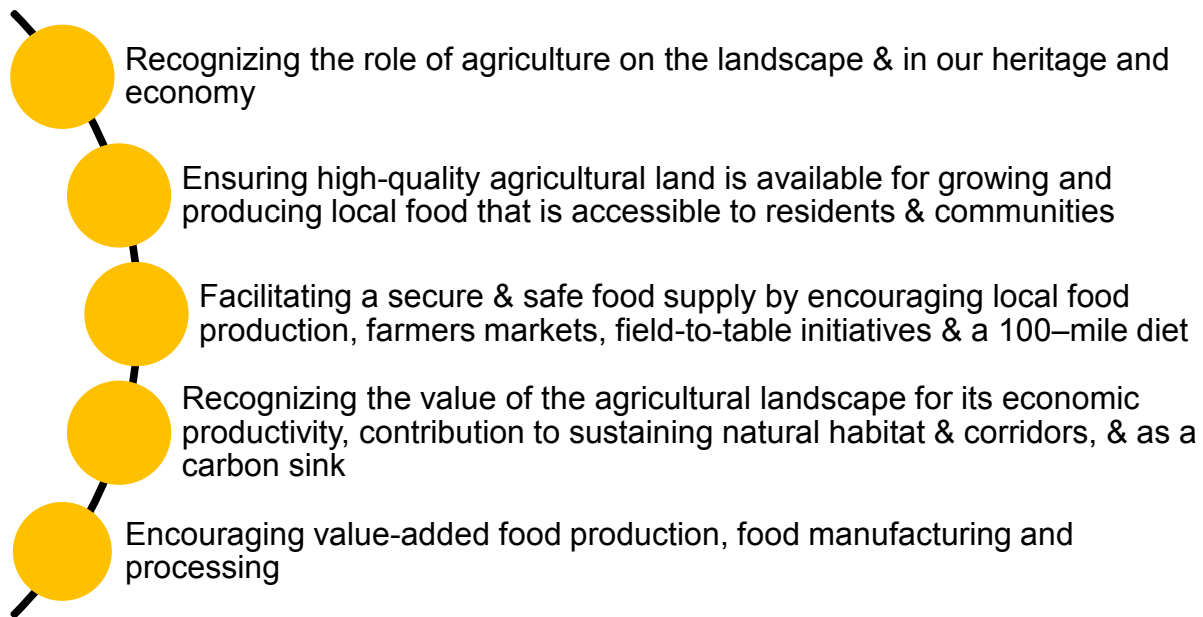 Recognizing the role of agriculture on the landscape & in our heritage and
economy
Ensuring high-quality agricultural land is available for growing and
producing local food that is accessible to residents & communities
Facilitating a secure & safe food supply by encouraging local food
production, farmers markets, field-to-table initiatives & a 100–mile diet
Recognizing the value of the agricultural landscape for its economic
productivity, contribution to sustaining natural habitat & corridors, & as a
carbon sink
Encouraging value-added food production, food manufacturing and
processing